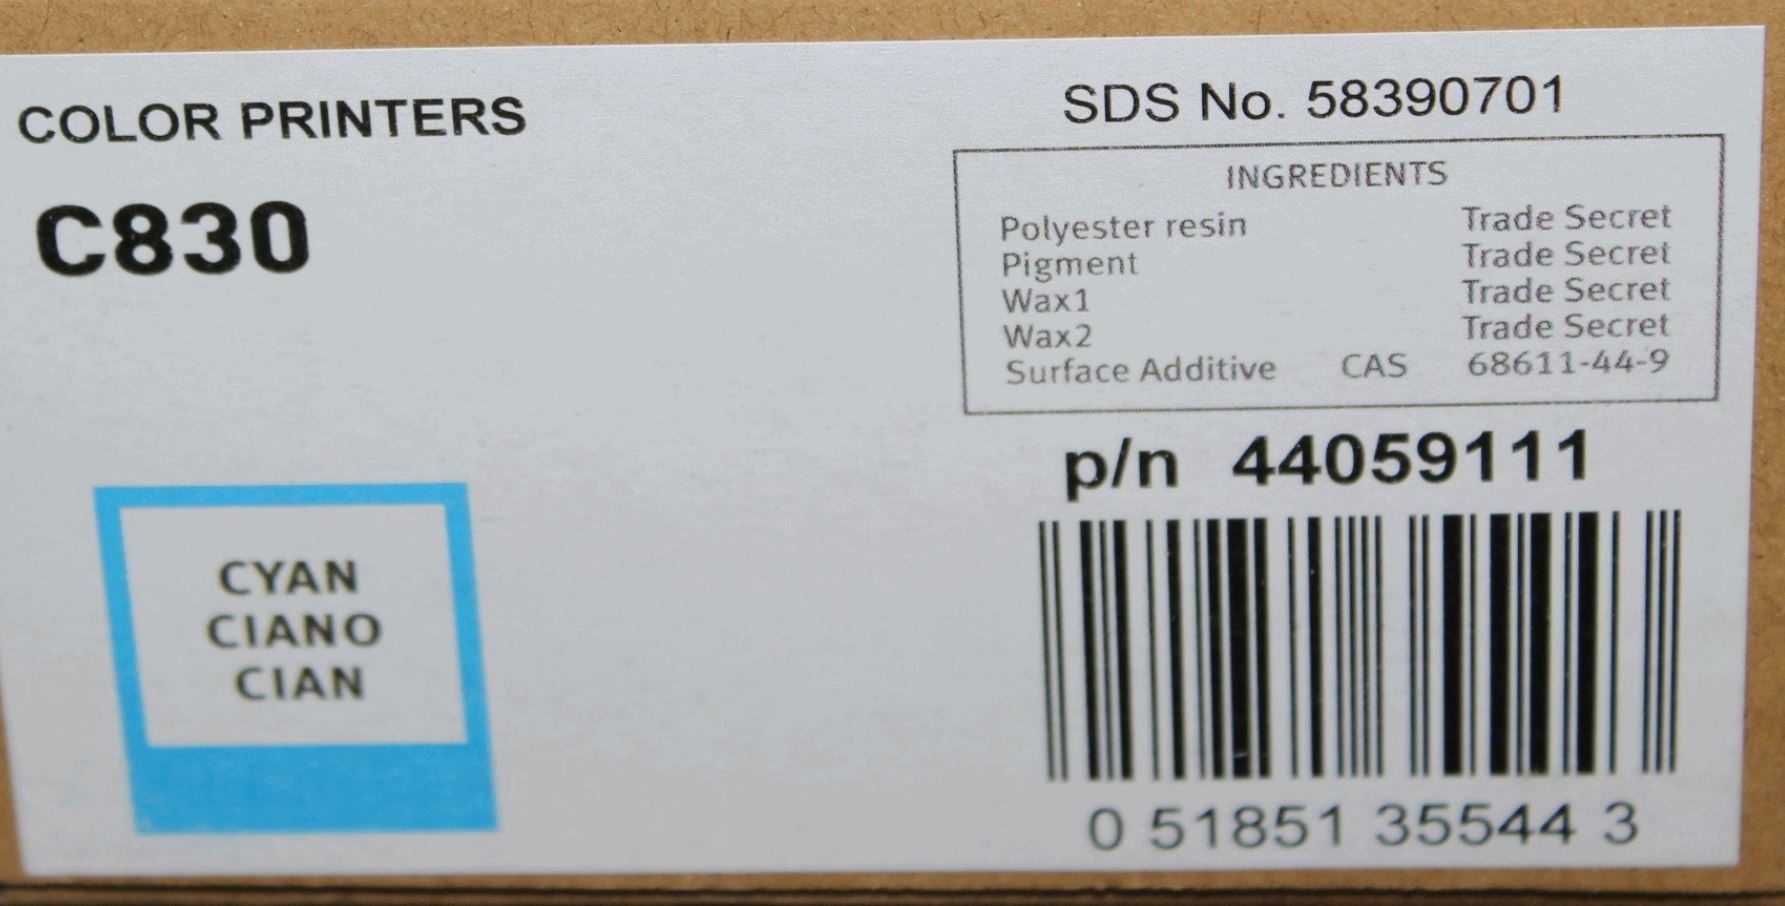 COLOR PRINTERS
C830
CYAN
CIANO
CIAN
SDS No. 58390701
INGREDIENTS
Polyester resin Trade Secret
Pigment Trade Secret
Wax1 Trade Secret
Wax2 Trade Secret
Surface Additive CAS 68611-44-9
p/n 44059111
0 51851 35544 3